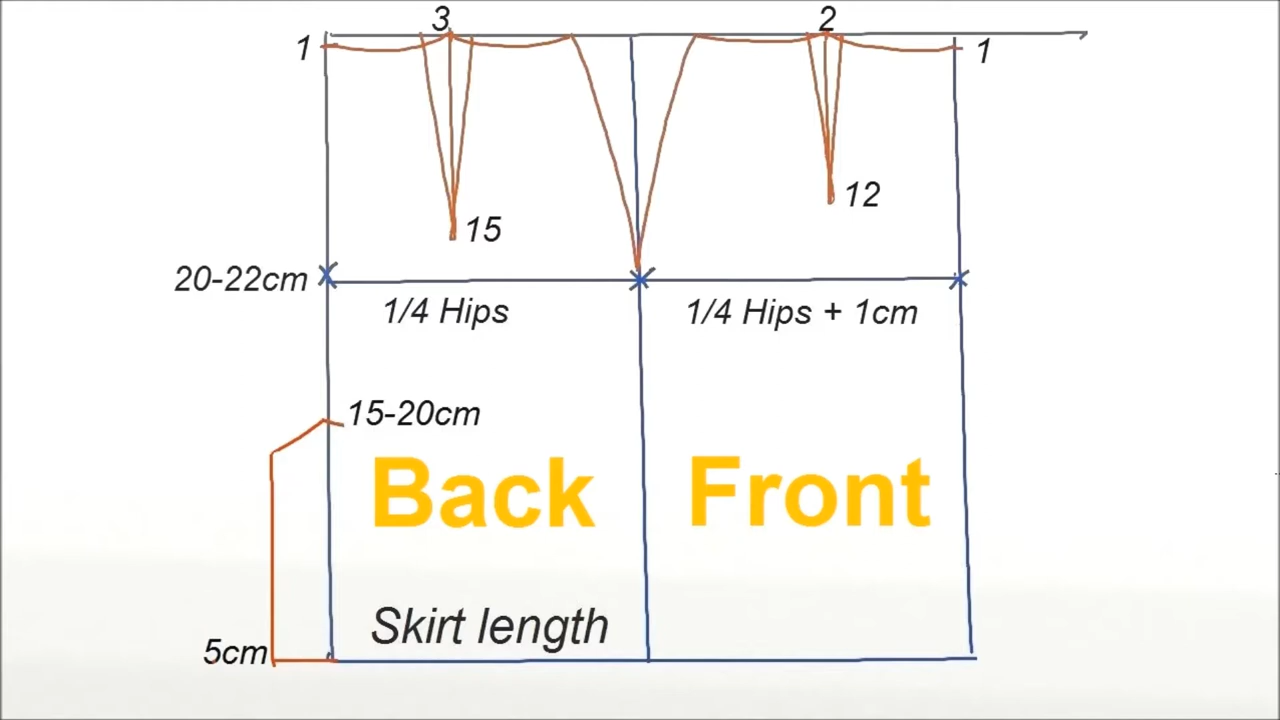 3
2
1
1
12
15
20-22cm
1/4 Hips
1/4 Hips + 1cm
15-20cm
Back
Front
Skirt length
5cm